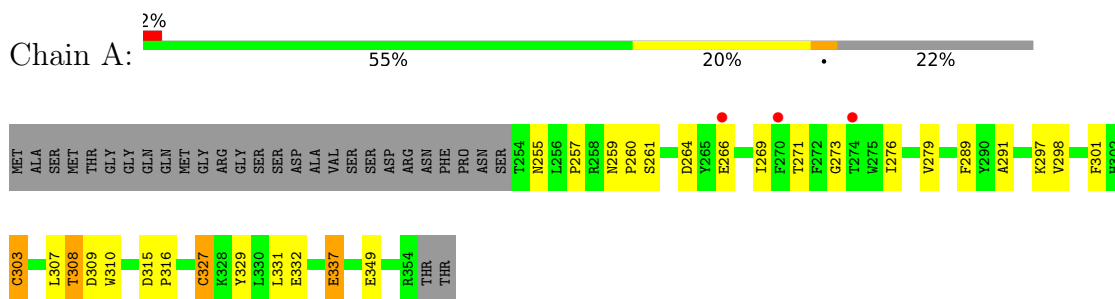 2%
Chain A:
55% 20% • 22%
MET ALA SER MET THR GLY GLY GLN GLN MET GLY ARG GLY SER SER ASP ALA VAL SER SER ASP ARG ASN PHE PRO ASN SER T254 N255 L256 P257 R258 N259 P260 S261 D264 Y265 E266 I269 F270 T271 F272 G273 T274 W275 I276 V279 F289 Y290 A291 K297 V298 F301 H302
C303 L307 T308 D309 W310 D315 P316 C327 K328 Y329 L330 L331 E332 E337 E349 R354 THR THR